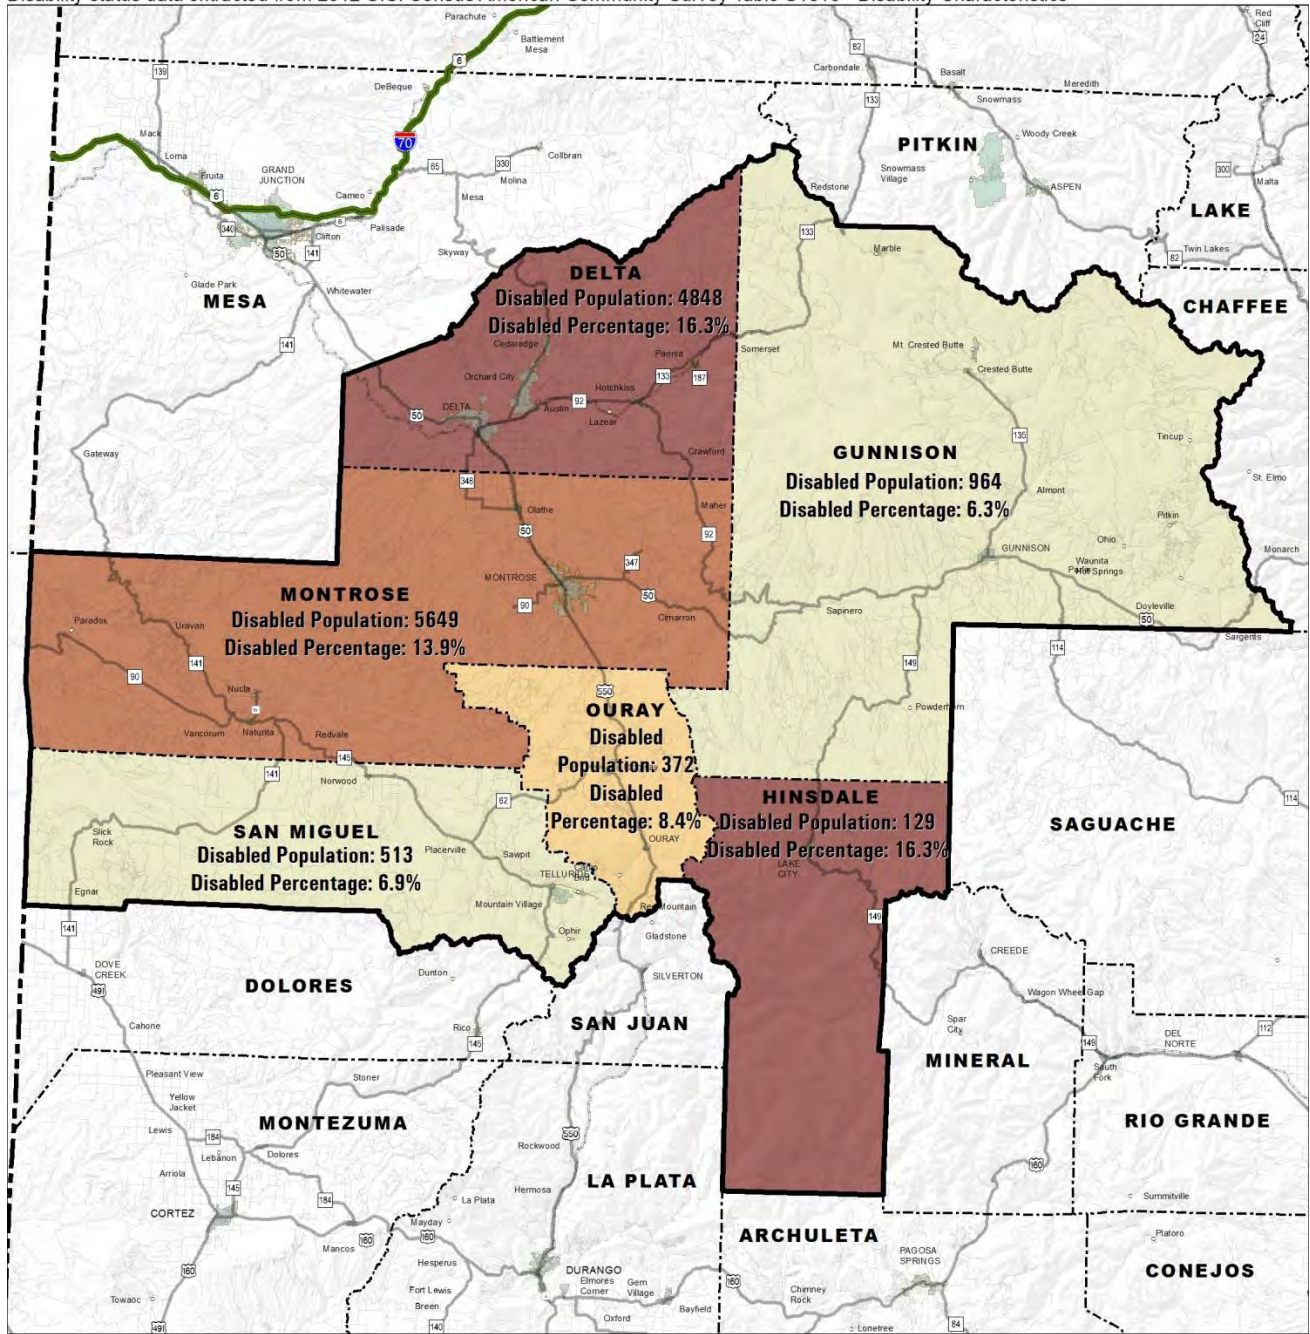 Parachute
Battlement
Mesa
Red
Cliff
24
6
82
139
Carbondale
Basalt
DeBeque
Meredith
133
Snowmass
Mack
PITKIN
Woody Creek
Loma
70
Collbran
GRAND
JUNCTION
65
330
Molina
Snowmass
Village
300
Malta
Fruita
6
Cameo
Redstone
ASPEN
Mesa
LAKE
340
6
Palisade
Clifton
133
50
141
Marble
Twin Lakes
82
Skyway
Glade Park
Whitewater
DELTA
Disabled Population: 4848
Disabled Percentage: 16.3%
MESA
CHAFFEE
141
Cedaredge
Somerset
Mt. Crested Butte
Paonia
Crested Butte
Orchard City
133
187
Hotchkiss
DELTA
50
Austin
92
Lazear
135
Tincup
Gateway
Crawford
GUNNISON
Disabled Population: 964
Disabled Percentage: 6.3%
St. Elmo
348
Almont
Maher
Olathe
Pitkin
50
92
Ohio
GUNNISON
Monarch
Waunita
Hot Springs
Parlin
347
MONTROSE
MONTROSE
Disabled Population: 5649
Disabled Percentage: 13.9%
90
50
Cimarron
Sapinero
Doyleville
50
Sargents
Paradox
Uravan
141
114
90
149
Nucla
550
Powderhorn
Vancorum
Naturita
Redvale
145
OURAY
Disabled
Population: 372
Disabled
Percentage: 8.4%
141
Norwood
62
HINSDALE
Disabled Population: 129
Disabled Percentage: 16.3%
114
SAN MIGUEL
Disabled Population: 513
Disabled Percentage: 6.9%
Slick
Rock
Placerville
Sawpit
OURAY
SAGUACHE
LAKE
CITY
TELLURIDE
Camp
Bird
Egnar
Mountain Village
Red Mountain
149
141
Ophir
Gladstone
DOVE
CREEK
Dunton
SILVERTON
CREEDE
DOLORES
491
Wagon Wheel Gap
Cahone
SAN JUAN
Spar
City
Rico
145
112
DEL
NORTE
149
MINERAL
South
Fork
Pleasant View
Stoner
Yellow
Jacket
MONTEZUMA
RIO GRANDE
Lewis
184
Lebanon
Dolores
550
Rockwood
160
Arriola
LA PLATA
145
Hermosa
184
La Plata
Summitville
CORTEZ
Mayday
ARCHULETA
Platoro
160
160
Mancos
PAGOSA
SPRINGS
Hesperus
CONEJOS
160
DURANGO
160
Elmores
Corner
Gem
Village
Chimney
Rock
Towaoc
Fort Lewis
Breen
Bayfield
Oxford
491
140
Lonetree
84